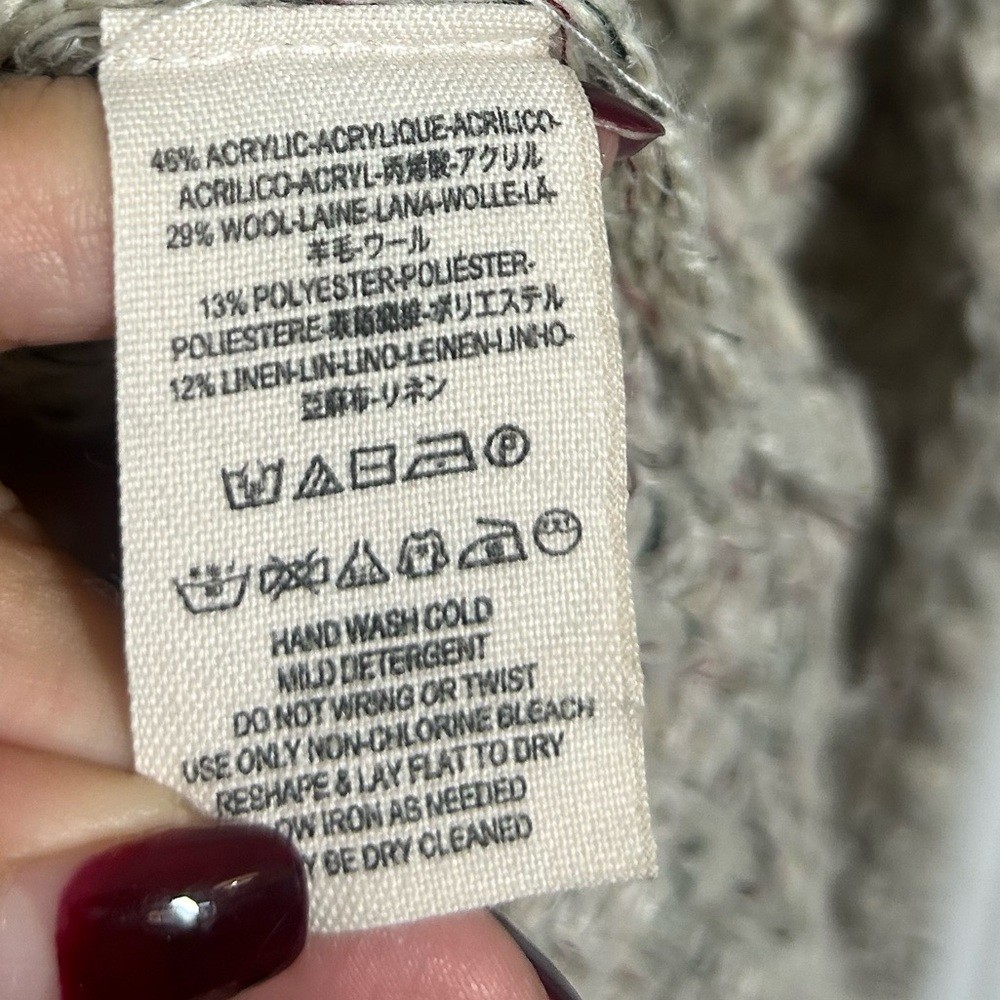 46% ACRYLIC-ACRYLIQUE-ACRÍLICO-
ACRILICO-ACRYL-丙烯酸-アクリル
29% WOOL-LAINE-LANA-WOLLE-LÃ-
羊毛-ウール
13% POLYESTER-POLIÉSTER-
POLIESTERE-聚酯纖維-ポリエステル
12% LINEN-LIN-LINO-LEINEN-LINHO-
亞麻布-リネン
HAND WASH COLD
MILD DETERGENT
DO NOT WRING OR TWIST
USE ONLY NON-CHLORINE BLEACH
RESHAPE & LAY FLAT TO DRY
OW IRON AS NEEDED
Y BE DRY CLEANED